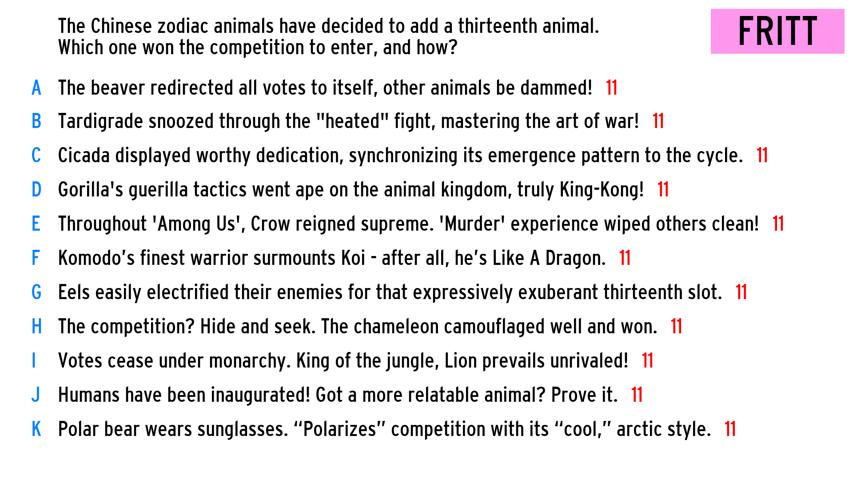 The Chinese zodiac animals have decided to add a thirteenth animal.
Which one won the competition to enter, and how?
FRITT
A The beaver redirected all votes to itself, other animals be dammed! 11
B Tardigrade snoozed through the "heated" fight, mastering the art of war! 11
C Cicada displayed worthy dedication, synchronizing its emergence pattern to the cycle. 11
D Gorilla's guerilla tactics went ape on the animal kingdom, truly King-Kong! 11
E Throughout 'Among Us', Crow reigned supreme. 'Murder' experience wiped others clean! 11
F Komodo’s finest warrior surmounts Koi - after all, he’s Like A Dragon. 11
G Eels easily electrified their enemies for that expressively exuberant thirteenth slot. 11
H The competition? Hide and seek. The chameleon camouflaged well and won. 11
I Votes cease under monarchy. King of the jungle, Lion prevails unrivaled! 11
J Humans have been inaugurated! Got a more relatable animal? Prove it. 11
K Polar bear wears sunglasses. “Polarizes” competition with its “cool,” arctic style. 11